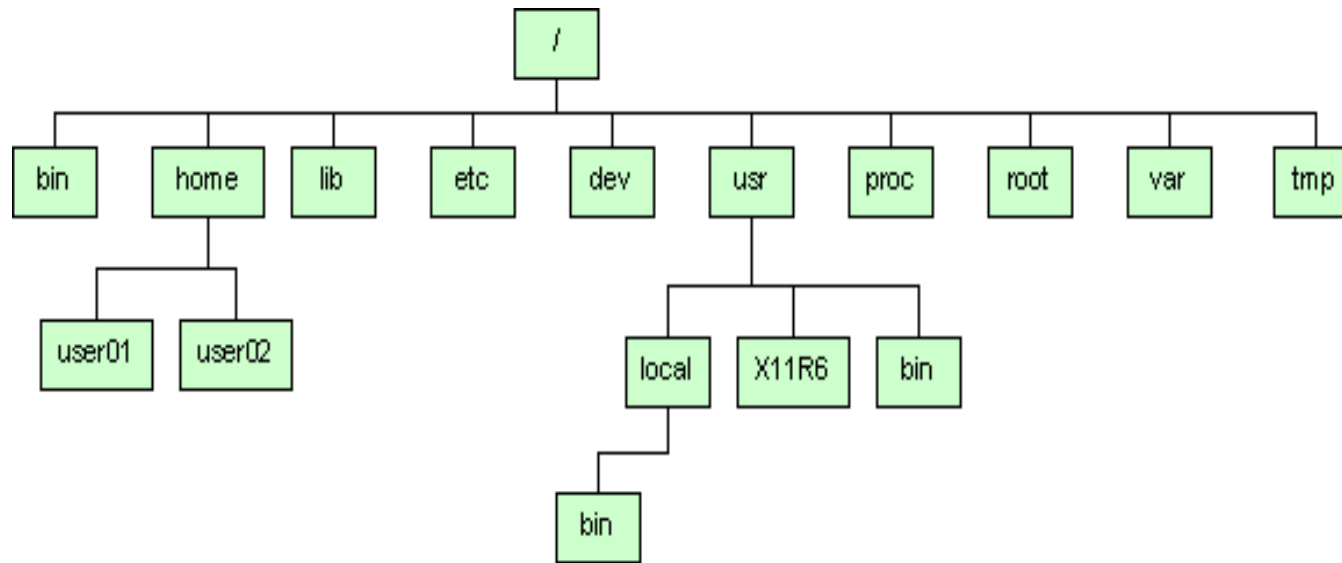 /
bin home lib etc dev usr proc root var tmp
user01 user02
local X11R6 bin
bin